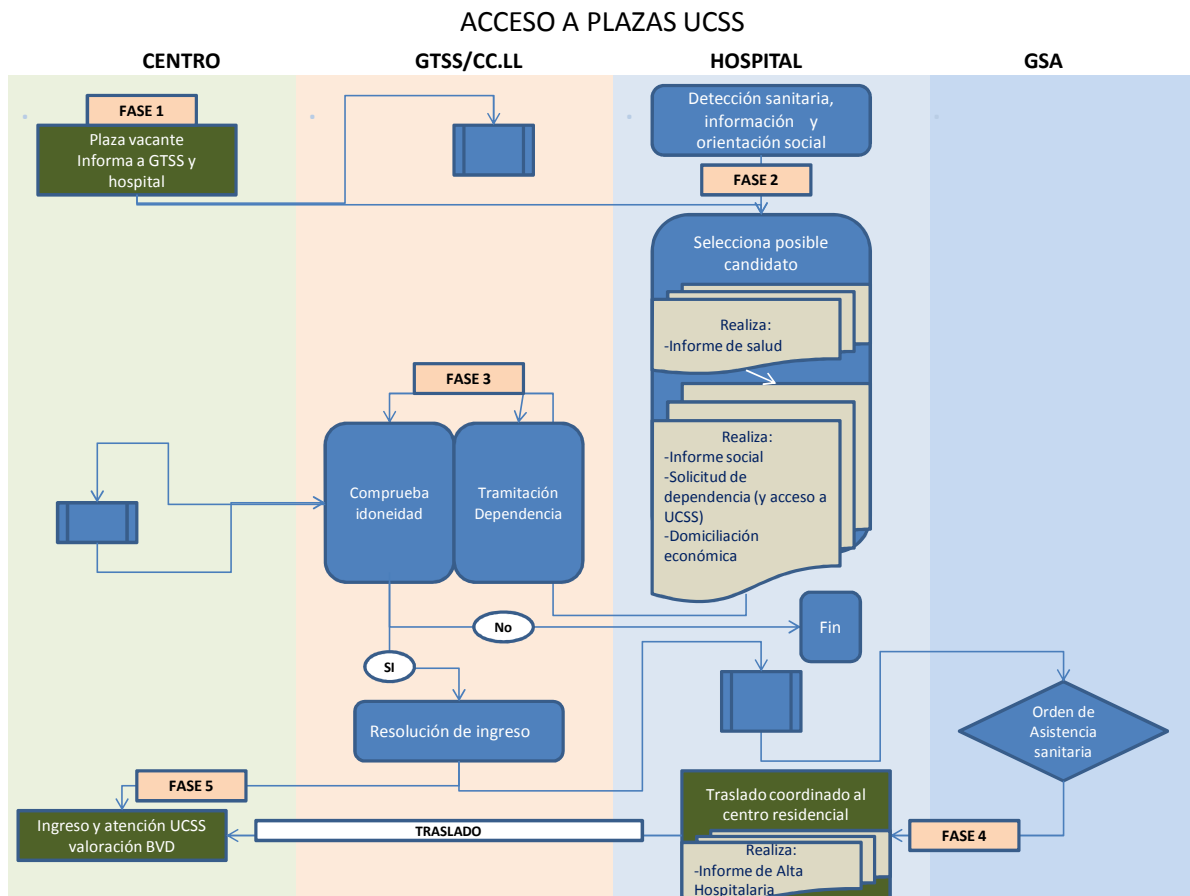 ACCESO A PLAZAS UCSS
CENTRO
GTSS/CC.LL
HOSPITAL
GSA
FASE 1
Plaza vacante
Informa a GTSS y
hospital
Detección sanitaria,
información y
orientación social
FASE 2
Selecciona posible
candidato
Realiza:
-Informe de salud
FASE 3
Comprueba
idoneidad
Tramitación
Dependencia
Realiza:
-Informe social
-Solicitud de
dependencia (y acceso a
UCSS)
-Domiciliación
económica
No
Fin
SI
Resolución de ingreso
Orden de
Asistencia
sanitaria
FASE 5
Ingreso y atención UCSS
valoración BVD
TRASLADO
Traslado coordinado al
centro residencial
Realiza:
-Informe de Alta
Hospitalaria
FASE 4